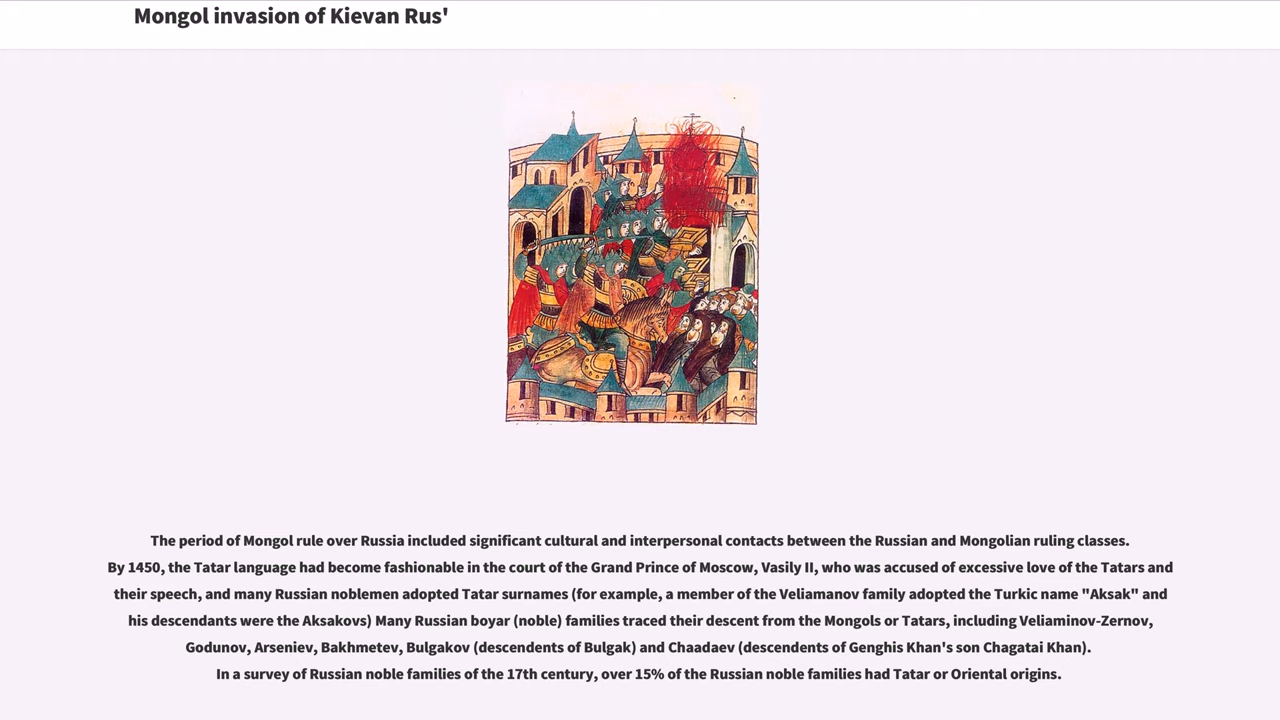 Mongol invasion of Kievan Rus'
The period of Mongol rule over Russia included significant cultural and interpersonal contacts between the Russian and Mongolian ruling classes.
By 1450, the Tatar language had become fashionable in the court of the Grand Prince of Moscow, Vasily II, who was accused of excessive love of the Tatars and
their speech, and many Russian noblemen adopted Tatar surnames (for example, a member of the Veliamanov family adopted the Turkic name "Aksak" and
his descendants were the Aksakovs) Many Russian boyar (noble) families traced their descent from the Mongols or Tatars, including Veliaminov-Zernov,
Godunov, Arseniev, Bakhmetev, Bulgakov (descendents of Bulgak) and Chaadaev (descendents of Genghis Khan's son Chagatai Khan).
In a survey of Russian noble families of the 17th century, over 15% of the Russian noble families had Tatar or Oriental origins.